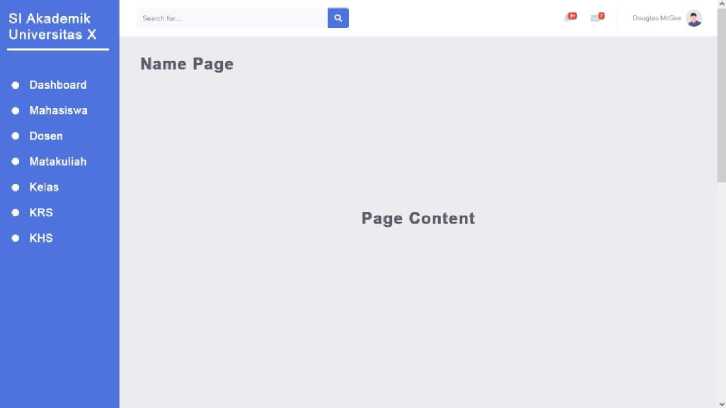 SI Akademik
Universitas X
Search for...
Douglas McGee
Name Page
Dashboard
Mahasiswa
Dosen
Matakuliah
Kelas
KRS
KHS
Page Content